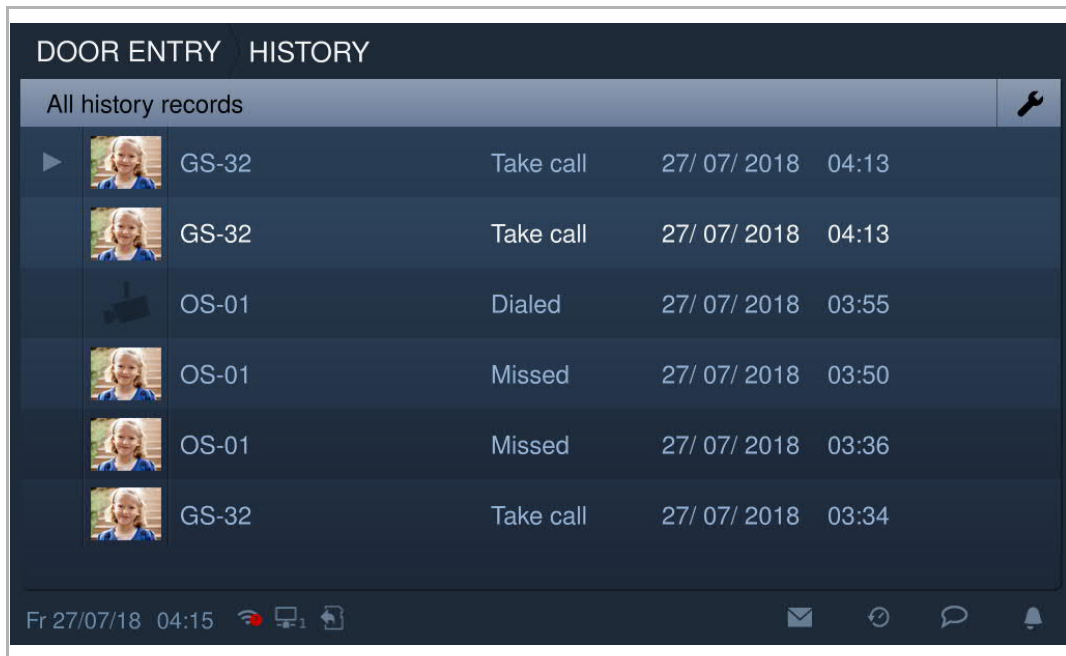 DOOR ENTRY HISTORY
All history records
GS-32 Take call 27/ 07/ 2018 04:13
GS-32 Take call 27/ 07/ 2018 04:13
OS-01 Dialed 27/ 07/ 2018 03:55
OS-01 Missed 27/ 07/ 2018 03:50
OS-01 Missed 27/ 07/ 2018 03:36
GS-32 Take call 27/ 07/ 2018 03:34
Fr 27/07/18 04:15 1